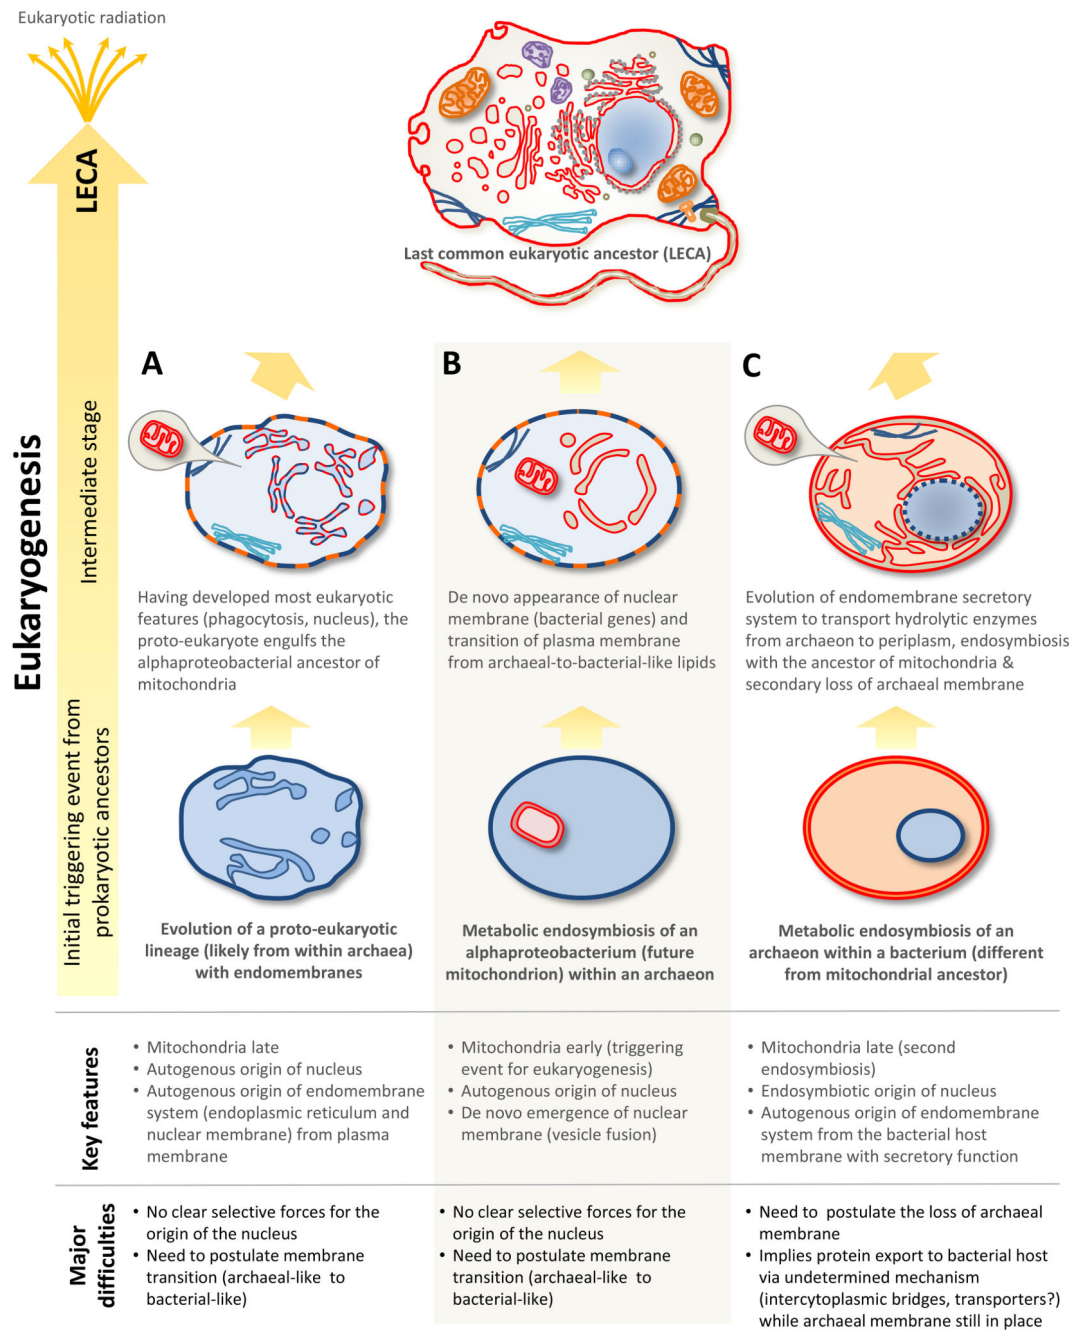 Eukaryotic radiation
LECA
Last common eukaryotic ancestor (LECA)
Eukaryogenesis
Intermediate stage
Initial triggering event from
prokaryotic ancestors
A
Having developed most eukaryotic
features (phagocytosis, nucleus), the
proto-eukaryote engulfs the
alphaproteobacterial ancestor of
mitochondria
Evolution of a proto-eukaryotic
lineage (likely from within archaea)
with endomembranes
B
De novo appearance of nuclear
membrane (bacterial genes) and
transition of plasma membrane
from archaeal-to-bacterial-like lipids
Metabolic endosymbiosis of an
alphaproteobacterium (future
mitochondrion) within an archaeon
C
Evolution of endomembrane secretory
system to transport hydrolytic enzymes
from archaeon to periplasm, endosymbiosis
with the ancestor of mitochondria &
secondary loss of archaeal membrane
Metabolic endosymbiosis of an
archaeon within a bacterium (different
from mitochondrial ancestor)
Key features
• Mitochondria late
• Autogenous origin of nucleus
• Autogenous origin of endomembrane
system (endoplasmic reticulum and
nuclear membrane) from plasma
membrane
• Mitochondria early (triggering
event for eukaryogenesis)
• Autogenous origin of nucleus
• De novo emergence of nuclear
membrane (vesicle fusion)
• Mitochondria late (second
endosymbiosis)
• Endosymbiotic origin of nucleus
• Autogenous origin of endomembrane
system from the bacterial host
membrane with secretory function
Major
difficulties
• No clear selective forces for the
origin of the nucleus
• Need to postulate membrane
transition (archaeal-like to
bacterial-like)
• No clear selective forces for the
origin of the nucleus
• Need to postulate membrane
transition (archaeal-like to
bacterial-like)
• Need to postulate the loss of archaeal
membrane
• Implies protein export to bacterial host
via undetermined mechanism
(intercytoplasmic bridges, transporters?)
while archaeal membrane still in place